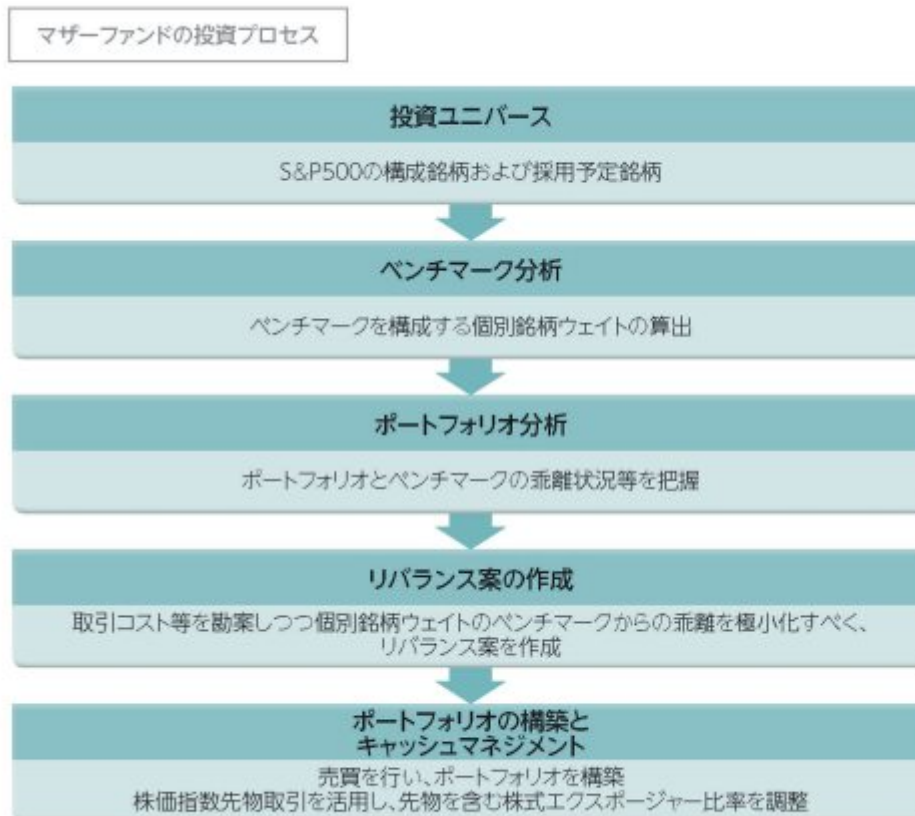 マザーファンドの投資プロセス
投資ユニバース
S&P500の構成銘柄および採用予定銘柄
ベンチマーク分析
ベンチマークを構成する個別銘柄ウェイトの算出
ポートフォリオ分析
ポートフォリオとベンチマークの乖離状況等を把握
リバランス案の作成
取引コスト等を勘案しつつ個別銘柄ウェイトのベンチマークからの乖離を極小化すべく、
リバランス案を作成
ポートフォリオの構築と
キャッシュマネジメント
売買を行い、ポートフォリオを構築
株価指数先物取引を活用し、先物を含む株式エクスポージャー比率を調整